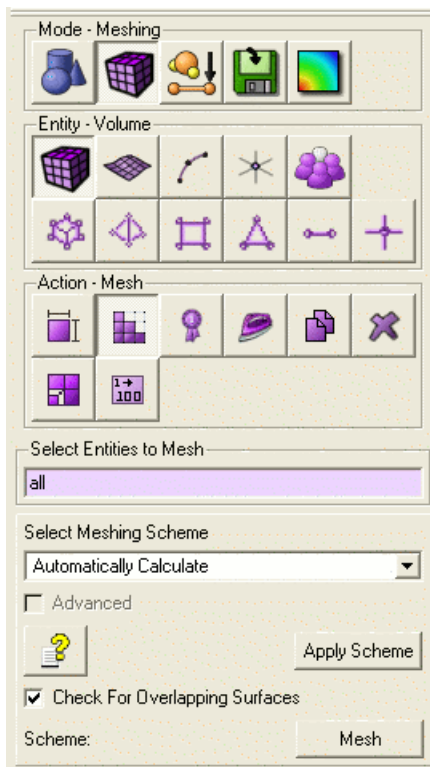 Mode - Meshing
Entity - Volume
Action - Mesh
1→
100
Select Entities to Mesh
all
Select Meshing Scheme
Automatically Calculate
Advanced
?
Apply Scheme
Check For Overlapping Surfaces
Scheme:
Mesh